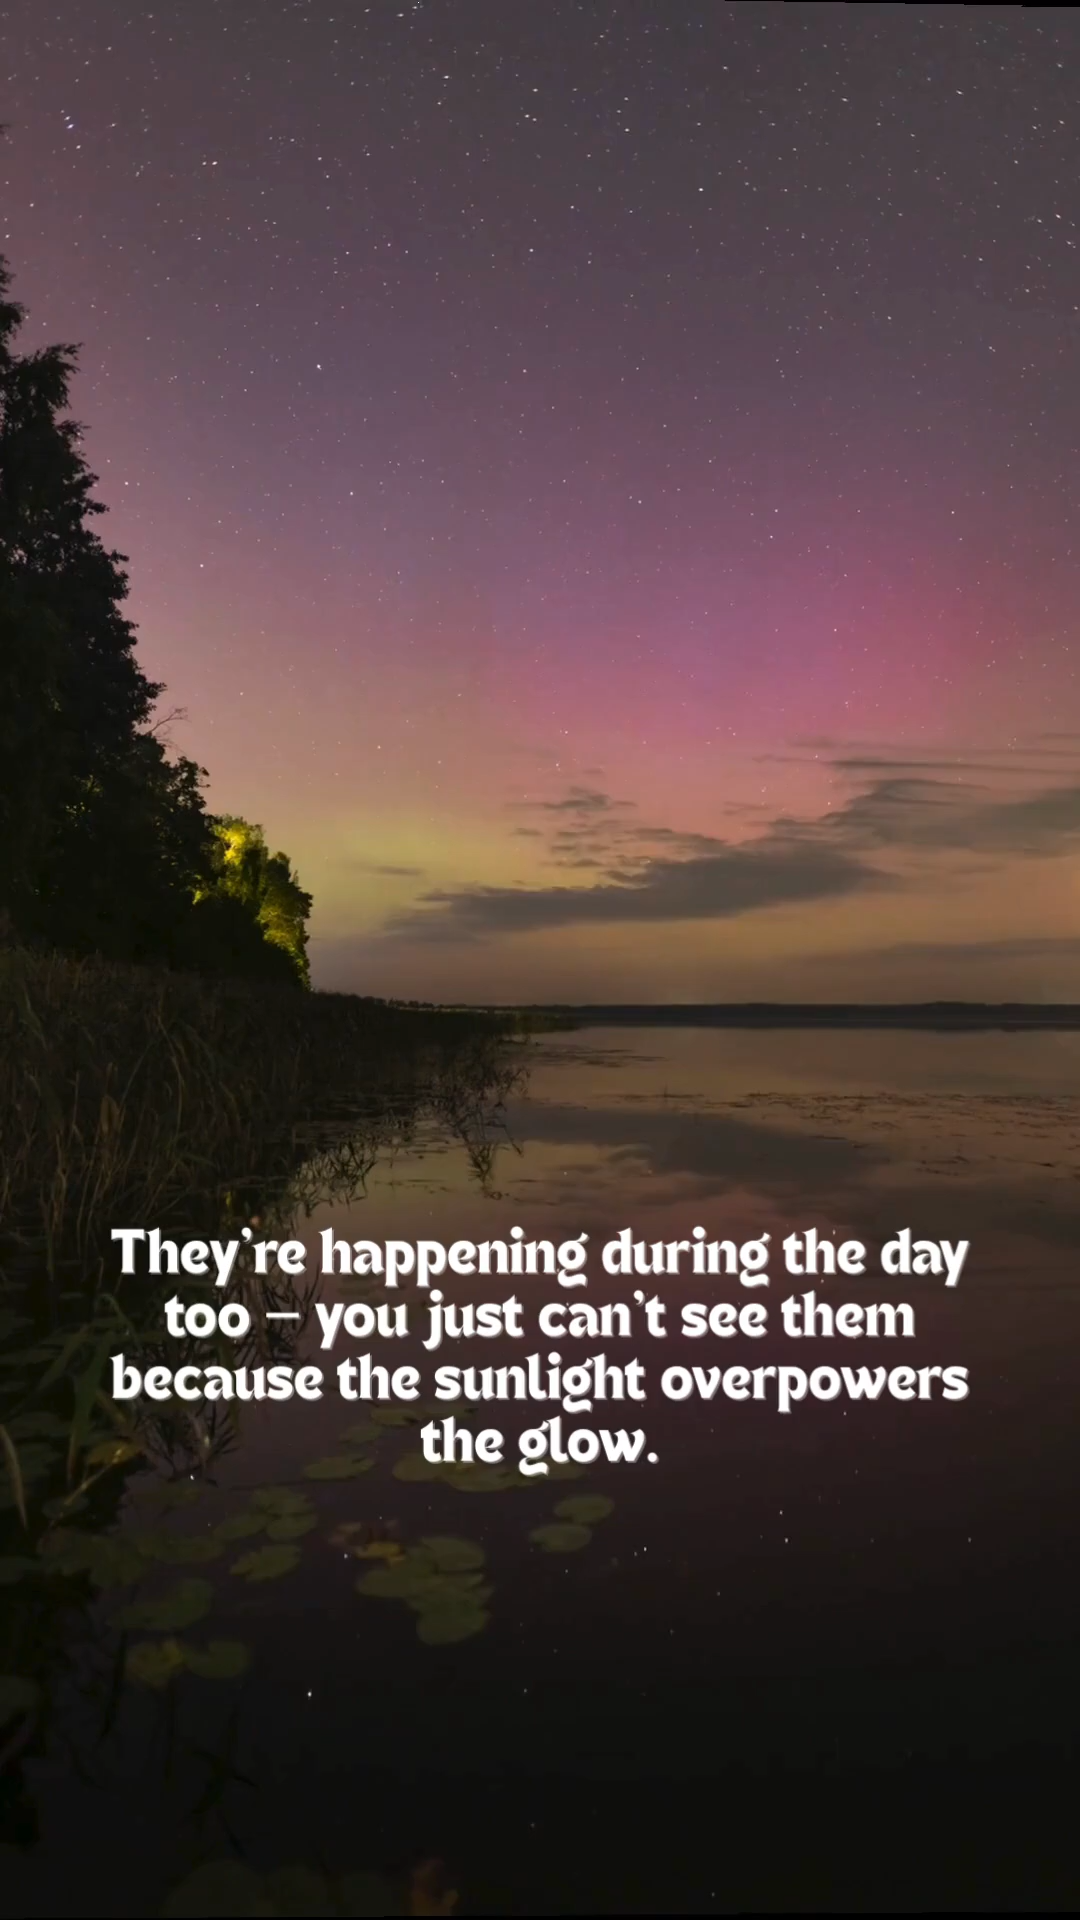 They’re happening during the day
too – you just can’t see them
because the sunlight overpowers
the glow.